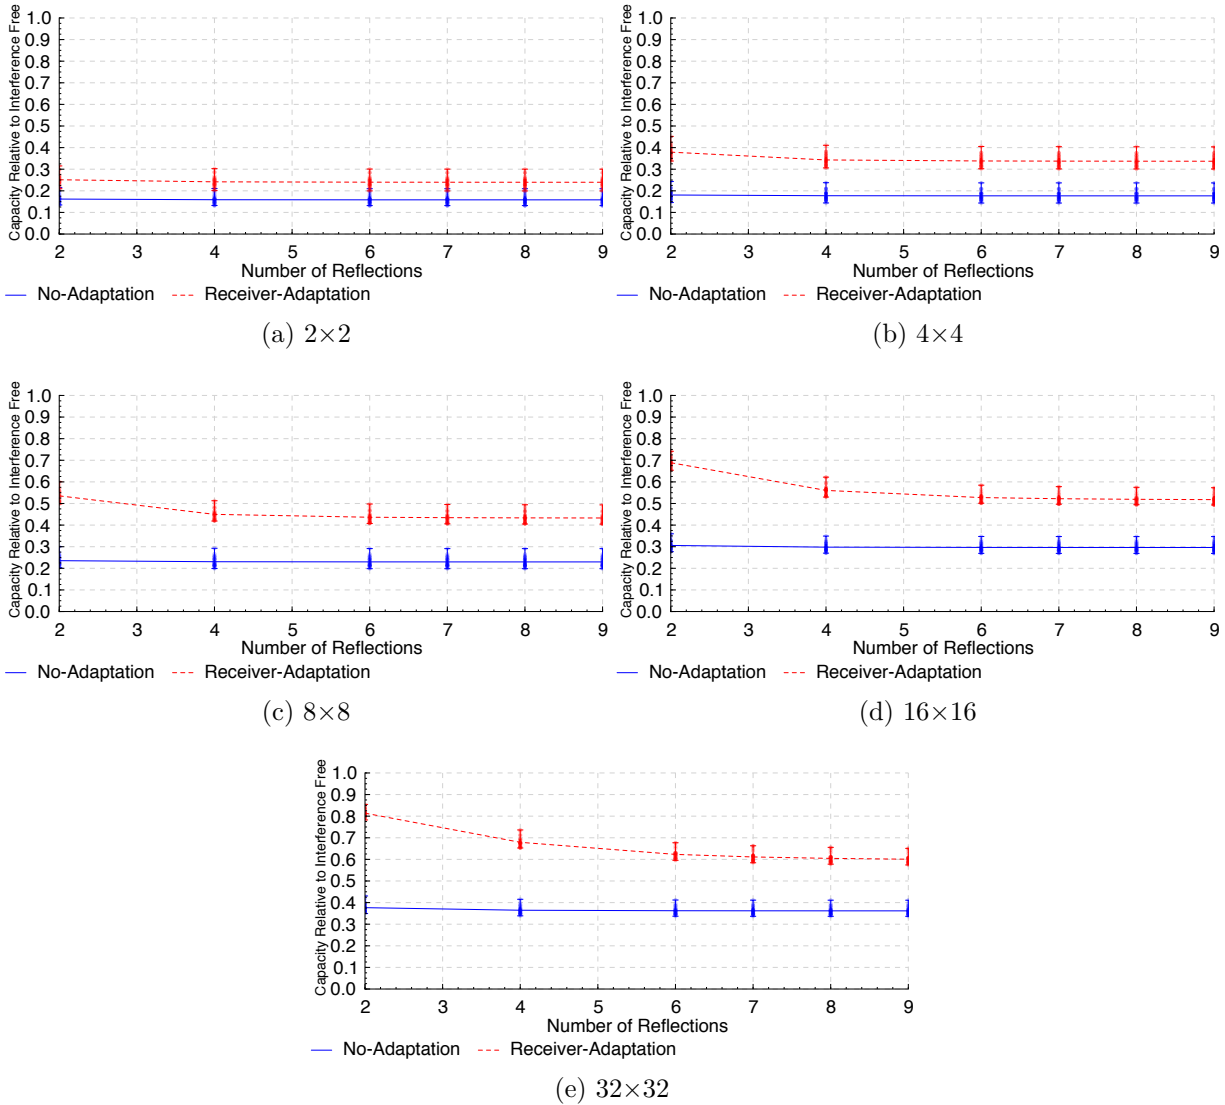 Capacity Relative to Interference Free
1.0
0.9
0.8
0.7
0.6
0.5
0.4
0.3
0.2
0.1
0.0
2 3 4 5 6 7 8 9
Number of Reflections
No-Adaptation Receiver-Adaptation
(a) 2×2
Capacity Relative to Interference Free
1.0
0.9
0.8
0.7
0.6
0.5
0.4
0.3
0.2
0.1
0.0
2 3 4 5 6 7 8 9
Number of Reflections
No-Adaptation Receiver-Adaptation
(b) 4×4
Capacity Relative to Interference Free
1.0
0.9
0.8
0.7
0.6
0.5
0.4
0.3
0.2
0.1
0.0
2 3 4 5 6 7 8 9
Number of Reflections
No-Adaptation Receiver-Adaptation
(c) 8×8
Capacity Relative to Interference Free
1.0
0.9
0.8
0.7
0.6
0.5
0.4
0.3
0.2
0.1
0.0
2 3 4 5 6 7 8 9
Number of Reflections
No-Adaptation Receiver-Adaptation
(d) 16×16
Capacity Relative to Interference Free
1.0
0.9
0.8
0.7
0.6
0.5
0.4
0.3
0.2
0.1
0.0
2 3 4 5 6 7 8 9
Number of Reflections
No-Adaptation Receiver-Adaptation
(e) 32×32